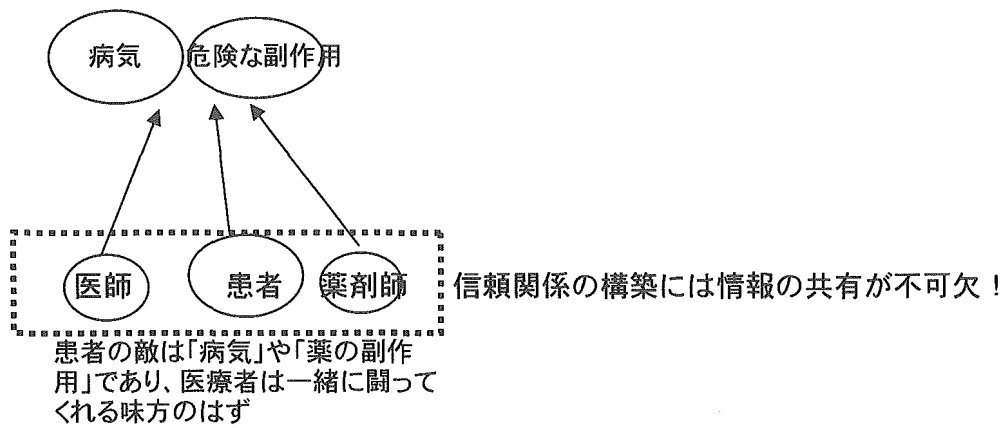 病気
危険な副作用
医師
患者
薬剤師
信頼関係の構築には情報の共有が不可欠！
患者の敵は「病気」や「薬の副作
用」であり、医療者は一緒に闘って
くれる味方のはず